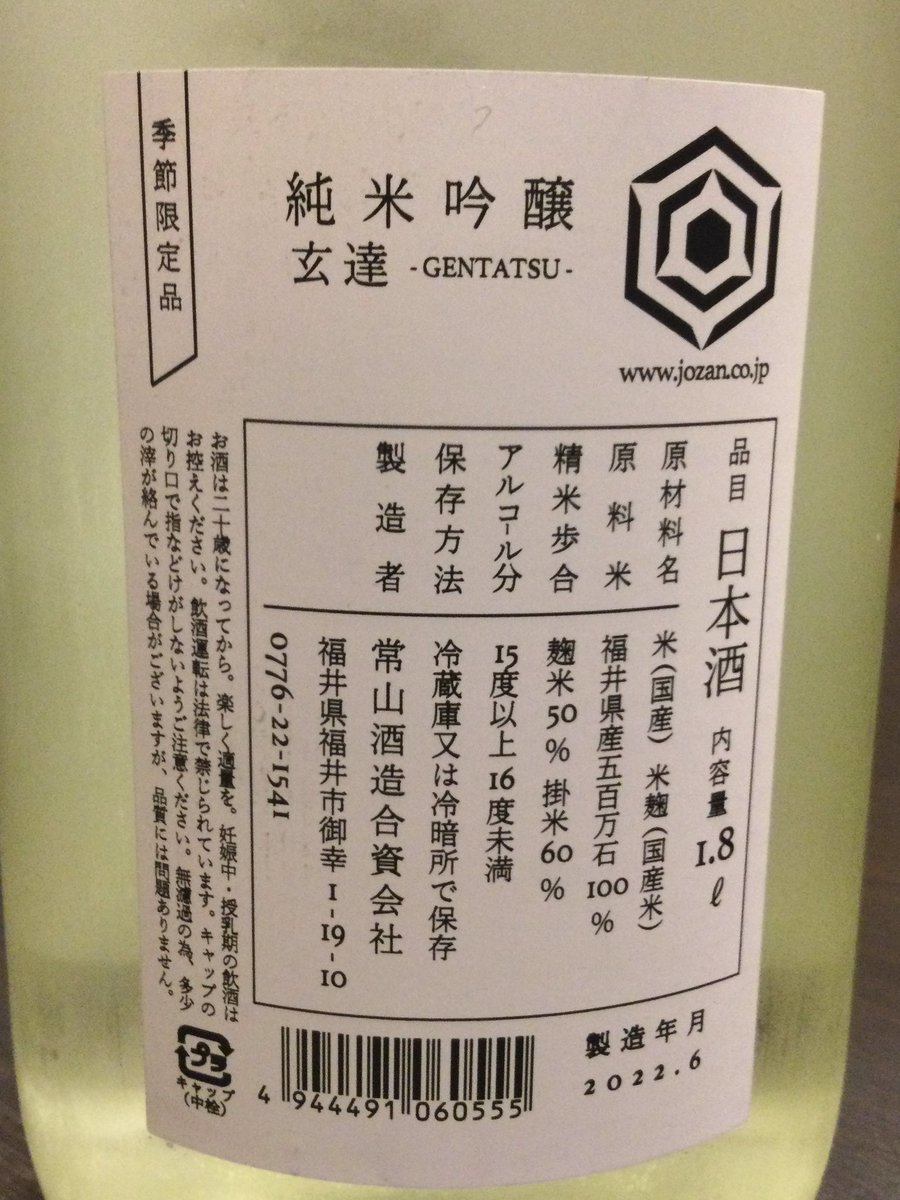 季節限定品
純米吟醸
玄達 -GENTATSU-
www.jozan.co.jp
品目 日本酒 内容量 1.8ℓ
原材料名 米(国産) 米麹(国産米)
原料米 福井県産五百万石100%
精米歩合 麹米50% 掛米60%
アルコール分 15度以上16度未満
保存方法 冷蔵庫又は冷暗所で保存
製造者 常山酒造合資会社
福井県福井市御幸1-19-10
0776-22-1541
お酒は二十歳になってから。楽しく適量を。妊娠中・授乳期の飲酒は
お控えください。飲酒運転は法律で禁じられています。キャップの
切り口で指などけがしないようご注意ください。無濾過の為、多少
の滓が絡んでいる場合がございますが、品質には問題ありません。
プラ
キャップ
(中栓)
4 944491 060555
製造年月
2022.6